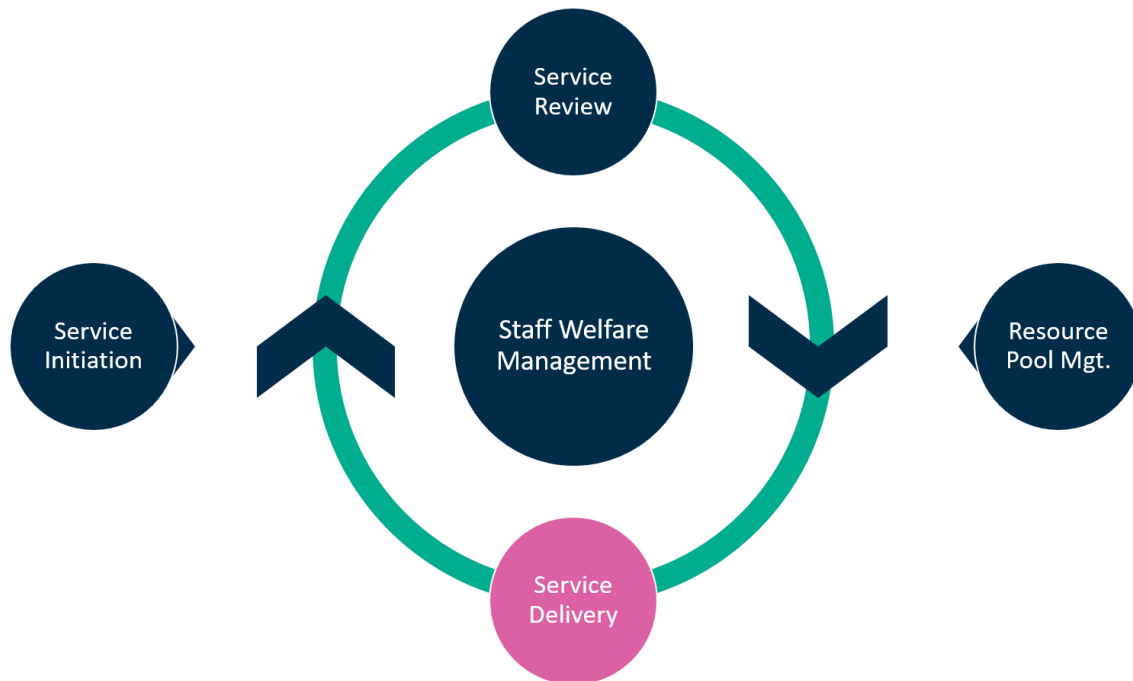 Service
Review
Service
Initiation
Staff Welfare
Management
Resource
Pool Mgt.
Service
Delivery